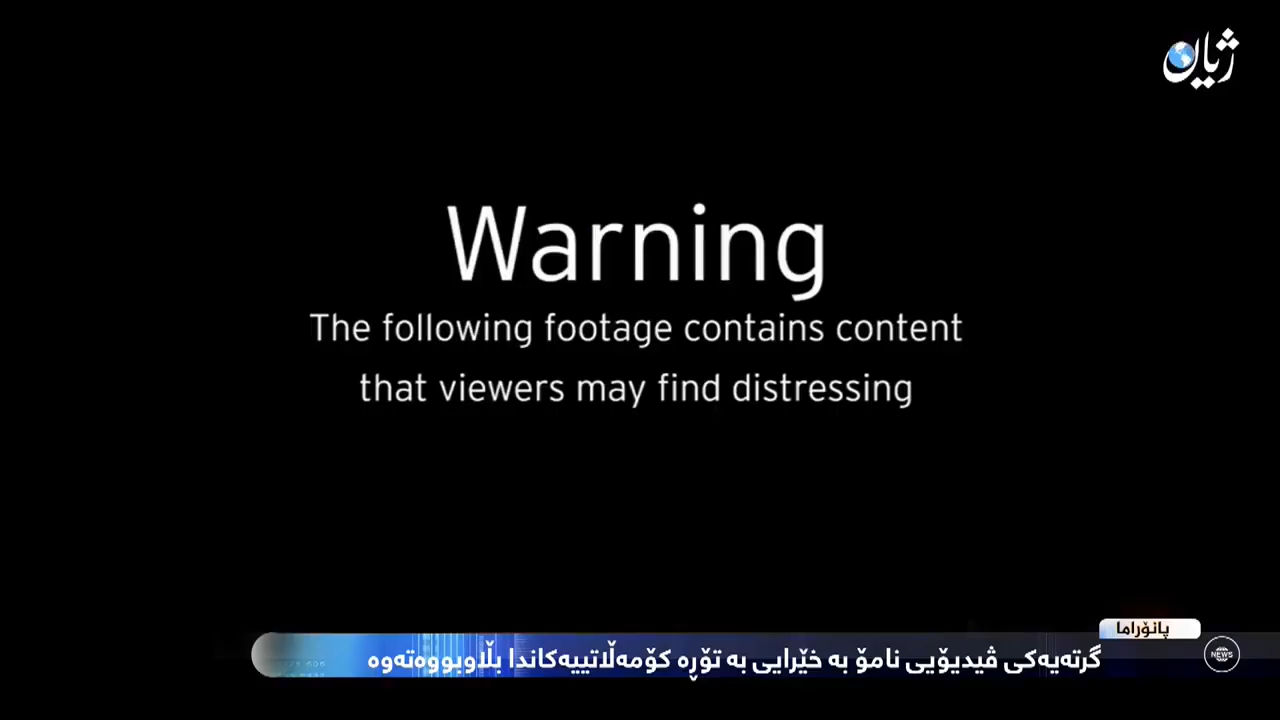 ژیان
Warning
The following footage contains content
that viewers may find distressing
پانۆراما
گرتەیەکی ڤیدیۆیی نامۆ بە خێرایی بە تۆڕە کۆمەڵاتییەکاندا بڵاوبووەتەوە
NEWS